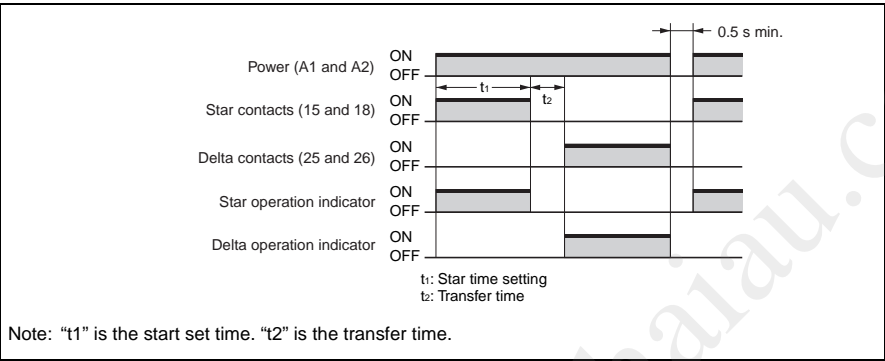 0.5 s min.
Power (A1 and A2) ON
OFF
t1
t2
Star contacts (15 and 18) ON
OFF
Delta contacts (25 and 26) ON
OFF
Star operation indicator ON
OFF
Delta operation indicator ON
OFF
t1: Star time setting
t2: Transfer time
Note: “t1” is the start set time. “t2” is the transfer time.